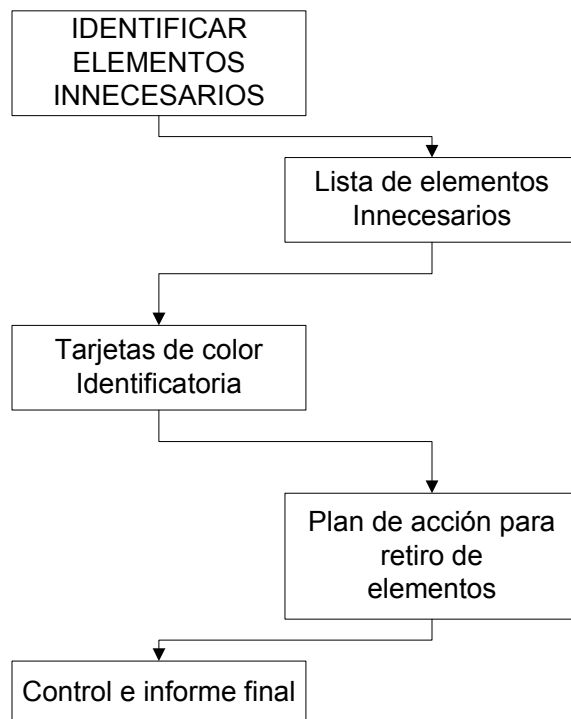 IDENTIFICAR
ELEMENTOS
INNECESARIOS
Lista de elementos
Innecesarios
Tarjetas de color
Identificatoria
Plan de acción para
retiro de
elementos
Control e informe final